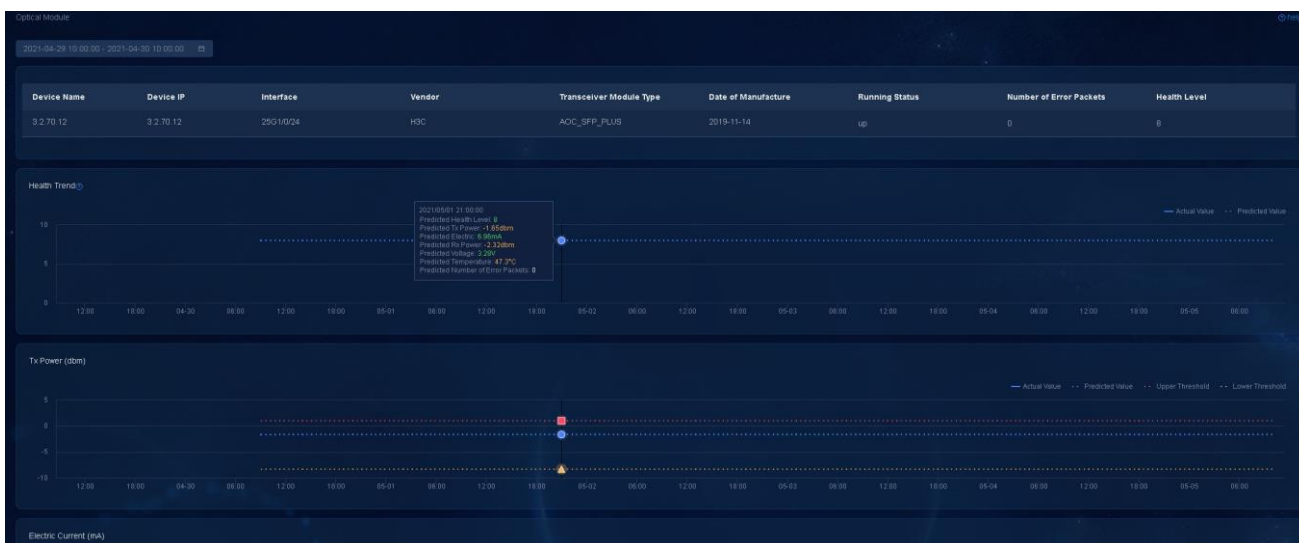 Optical Module
help
2021-04-29 10:00:00 - 2021-04-30 10:00:00
Device Name Device IP Interface Vendor Transceiver Module Type Date of Manufacture Running Status Number of Error Packets Health Level
3.2.70.12 3.2.70.12 25G1/0/24 H3C AOC_SFP_PLUS 2019-11-14 up 0 8
Health Trend
Actual Value Predicted Value
2021/05/01 21:00:00
Predicted Health Level: 8
Predicted Tx Power: -1.85dbm
Predicted Electric: 6.96mA
Predicted Rx Power: -2.32dbm
Predicted Voltage: 3.28V
Predicted Temperature: 47.3°C
Predicted Number of Error Packets: 0
10
5
0
12:00 18:00 04-30 06:00 12:00 18:00 05-01 06:00 12:00 18:00 05-02 06:00 12:00 18:00 05-03 06:00 12:00 18:00 05-04 06:00 12:00 18:00 05-05 06:00
Tx Power (dbm)
Actual Value Predicted Value Upper Threshold Lower Threshold
5
0
-5
-10
12:00 18:00 04-30 06:00 12:00 18:00 05-01 06:00 12:00 18:00 05-02 06:00 12:00 18:00 05-03 06:00 12:00 18:00 05-04 06:00 12:00 18:00 05-05 06:00
Electric Current (mA)